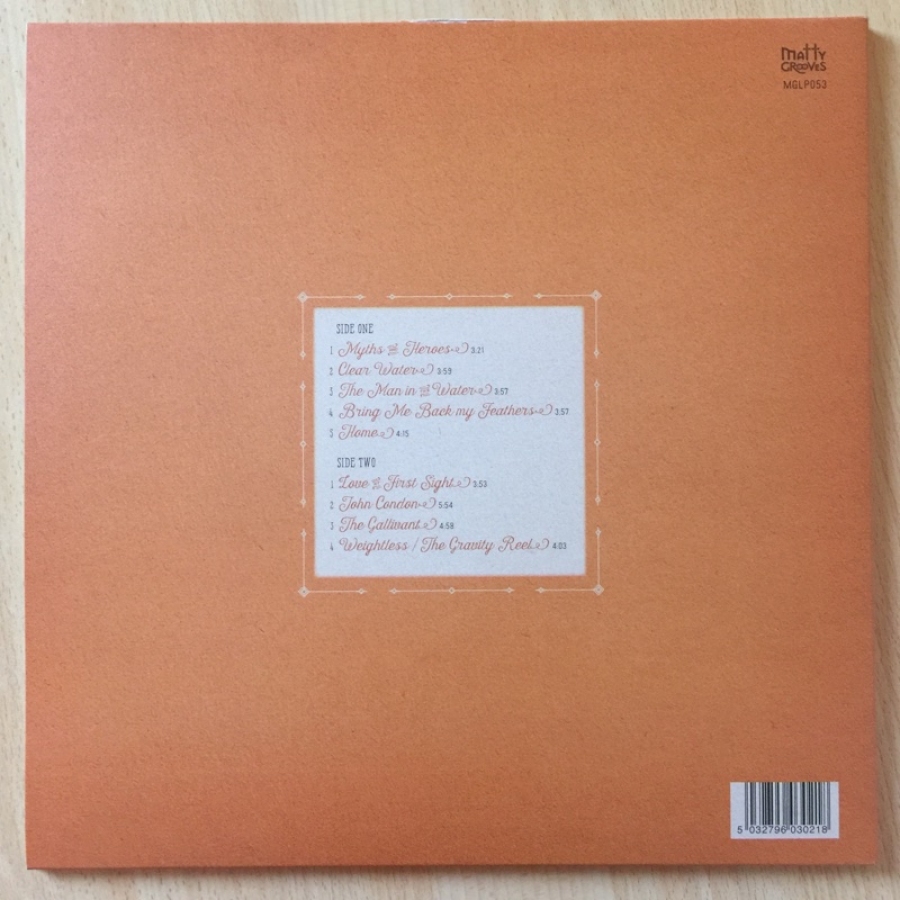 Matty
Grooves
MGLP053
SIDE ONE
1 Myths & Heroes 3:21
2 Clear Water 3:59
3 The Man in the Water 3:57
4 Bring Me Back my Feathers 3:57
5 Home 4:15
SIDE TWO
1 Love at First Sight 3:53
2 John Condon 5:54
3 The Gallivant 4:58
4 Weightless / The Gravity Reel 4:03
5 032796 030218